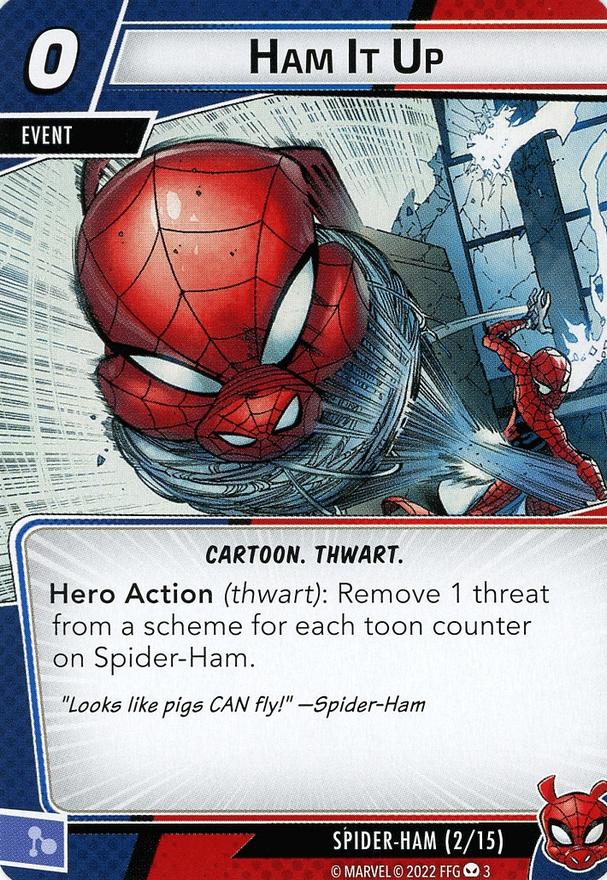 0
HAM IT UP
EVENT
CARTOON. THWART.
Hero Action (thwart): Remove 1 threat
from a scheme for each toon counter
on Spider-Ham.
"Looks like pigs CAN fly!" —Spider-Ham
SPIDER-HAM (2/15)
© MARVEL © 2022 FFG 3